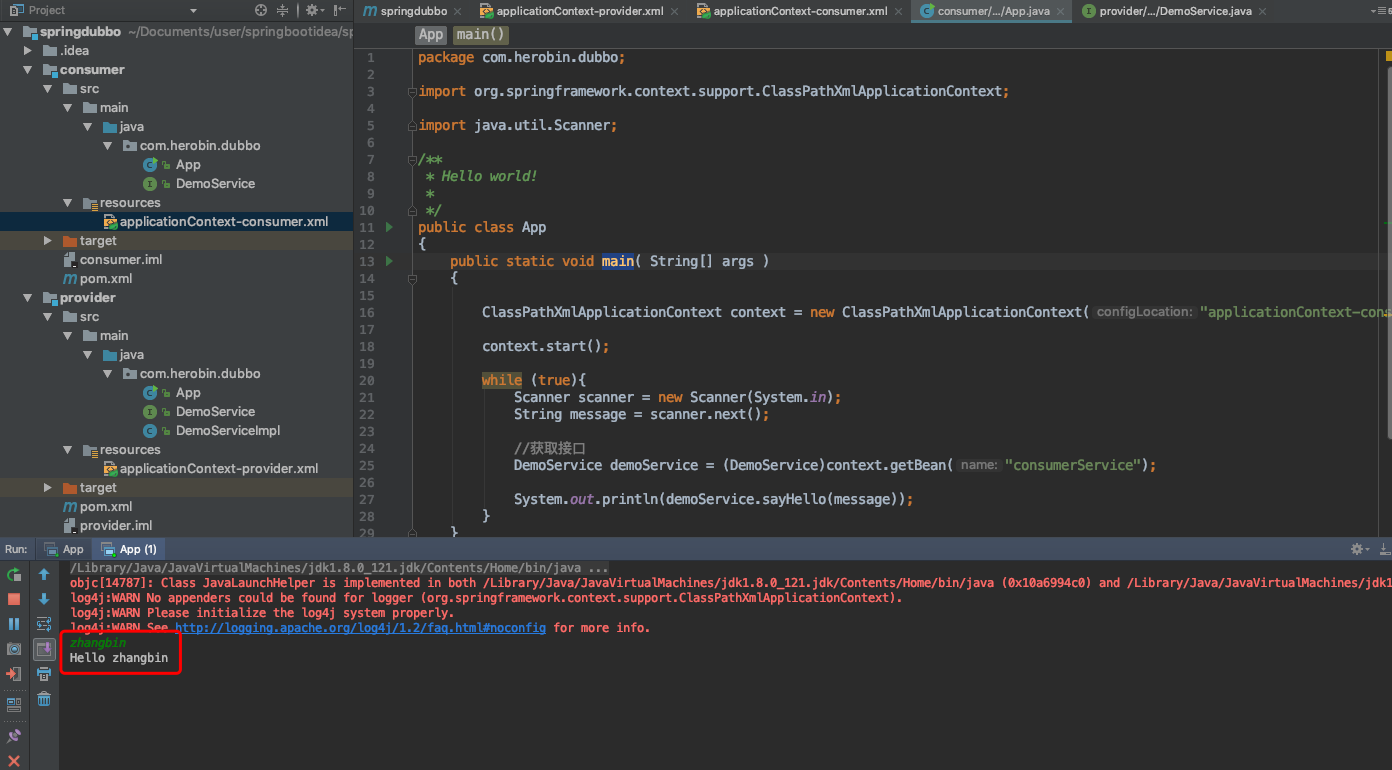 Project
springdubbo
applicationContext-provider.xml
applicationContext-consumer.xml
consumer/.../App.java
provider/.../DemoService.java
springdubbo ~/Documents/user/springbootidea/sp
.idea
consumer
src
main
java
com.herobin.dubbo
App
DemoService
resources
applicationContext-consumer.xml
target
consumer.iml
pom.xml
provider
src
main
java
com.herobin.dubbo
App
DemoService
DemoServiceImpl
resources
applicationContext-provider.xml
target
pom.xml
provider.iml
App main()
1 package com.herobin.dubbo;
2
3 import org.springframework.context.support.ClassPathXmlApplicationContext;
4
5 import java.util.Scanner;
6
7 /**
8 * Hello world!
9 *
10 */
11 public class App
12 {
13 public static void main( String[] args )
14 {
15
16 ClassPathXmlApplicationContext context = new ClassPathXmlApplicationContext( configLocation: "applicationContext-cons
17
18 context.start();
19
20 while (true){
21 Scanner scanner = new Scanner(System.in);
22 String message = scanner.next();
23
24 //获取接口
25 DemoService demoService = (DemoService)context.getBean( name: "consumerService");
26
27 System.out.println(demoService.sayHello(message));
28 }
29 }
Run: App App (1)
/Library/Java/JavaVirtualMachines/jdk1.8.0_121.jdk/Contents/Home/bin/java ...
objc[14787]: Class JavaLaunchHelper is implemented in both /Library/Java/JavaVirtualMachines/jdk1.8.0_121.jdk/Contents/Home/bin/java (0x10a6994c0) and /Library/Java/JavaVirtualMachines/jdk1
log4j:WARN No appenders could be found for logger (org.springframework.context.support.ClassPathXmlApplicationContext).
log4j:WARN Please initialize the log4j system properly.
log4j:WARN See http://logging.apache.org/log4j/1.2/faq.html#noconfig for more info.
zhangbin
Hello zhangbin